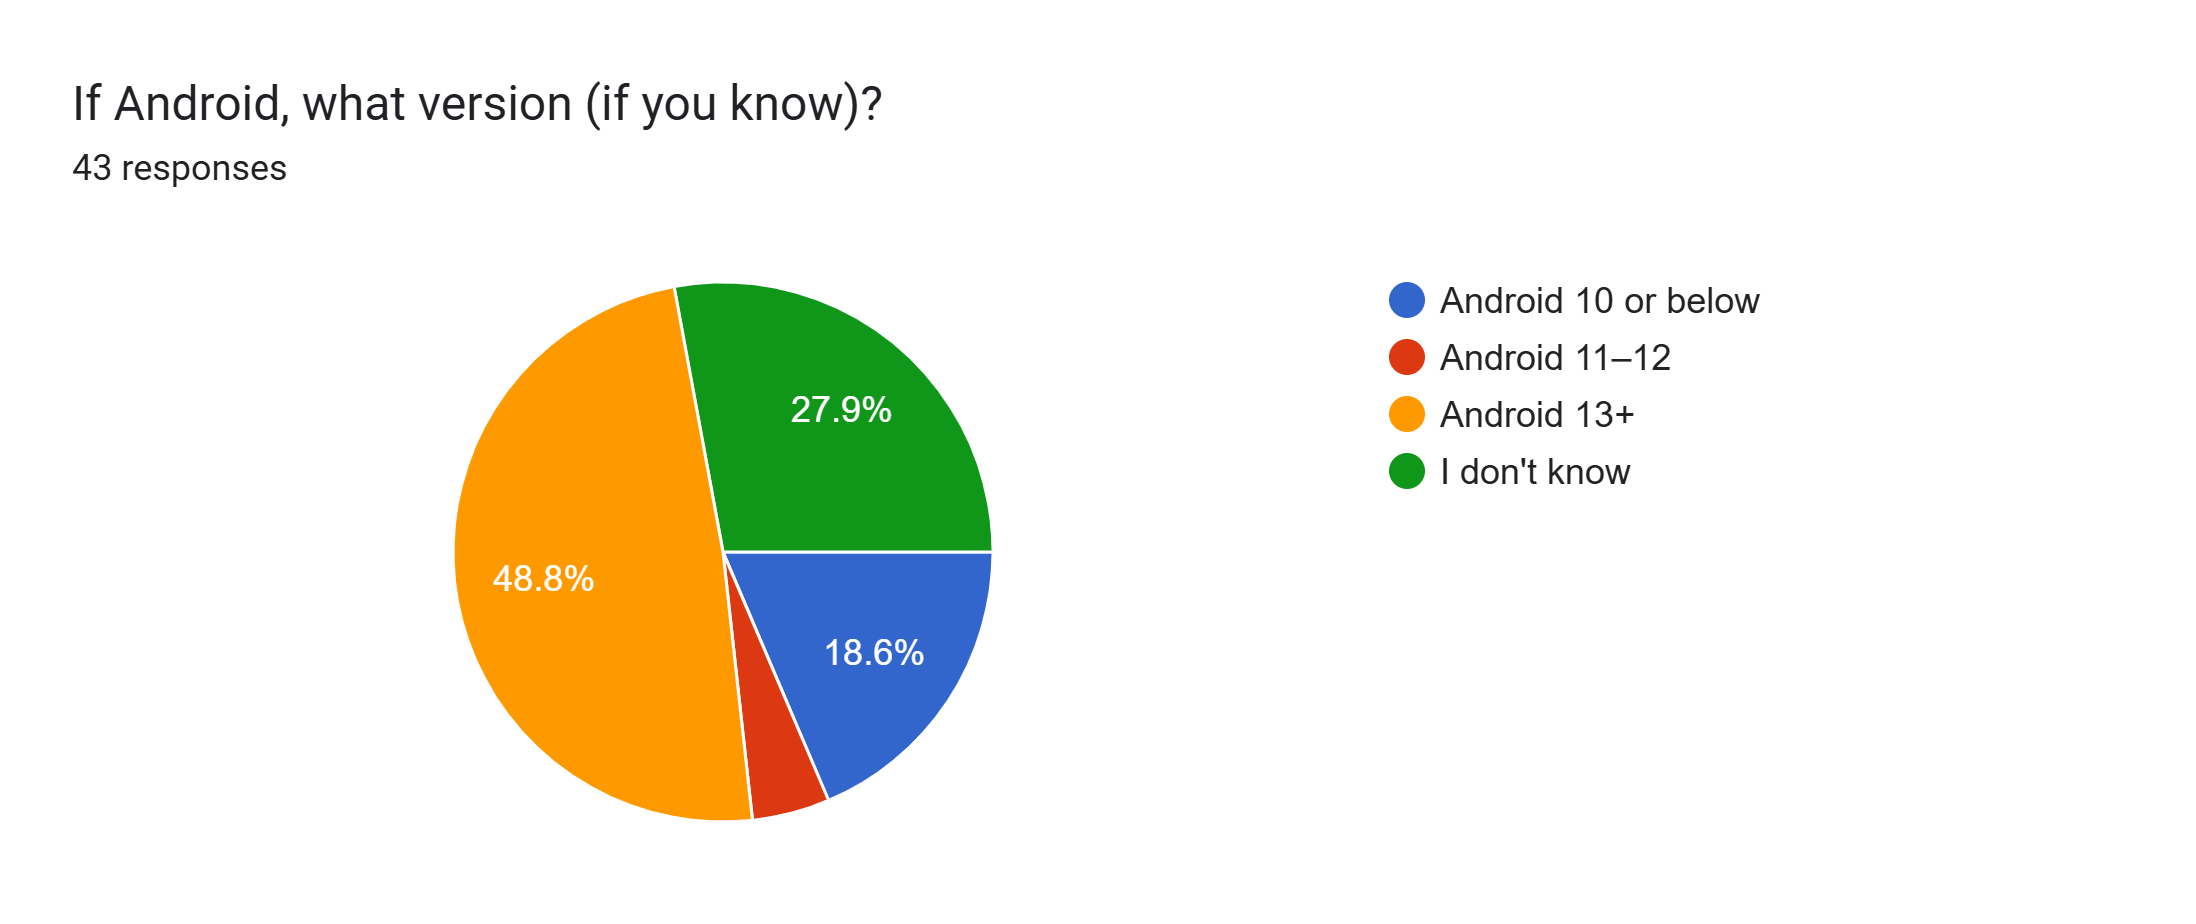 If Android, what version (if you know)?
43 responses
27.9%
48.8%
18.6%
Android 10 or below
Android 11–12
Android 13+
I don't know